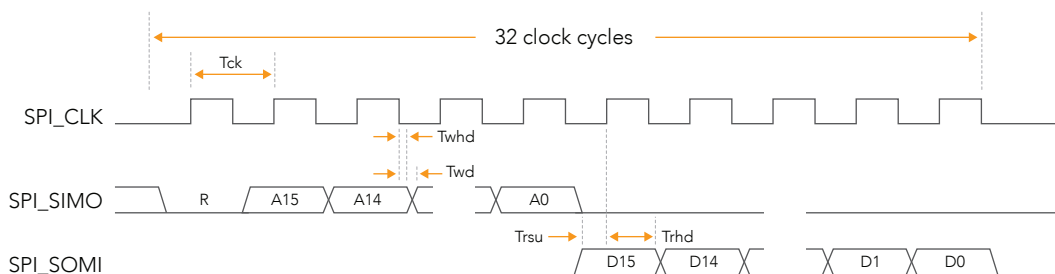 32 clock cycles
Tck
SPI_CLK
Twhd
Twd
SPI_SIMO R A15 A14 A0
Trsu Trhd
SPI_SOMI D15 D14 D1 D0